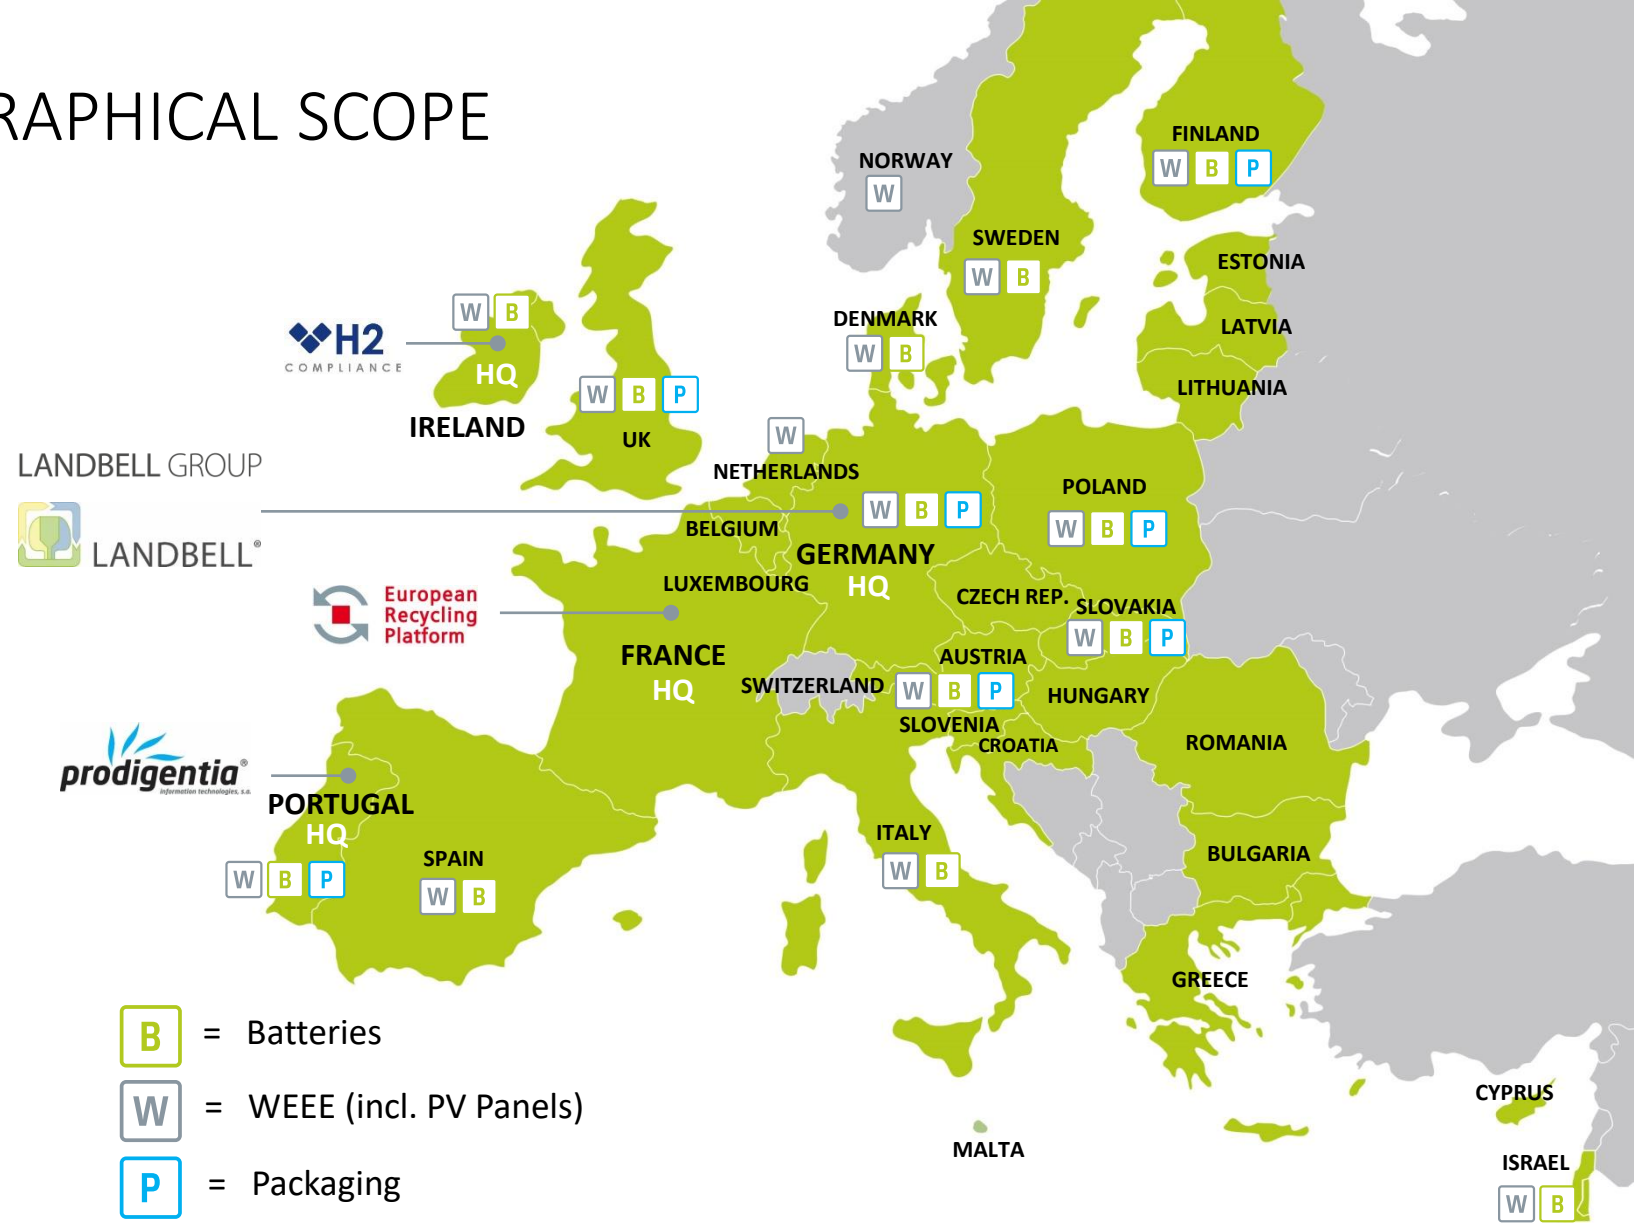 RAPHICAL SCOPE
FINLAND
W B P
NORWAY
W
SWEDEN
W B
ESTONIA
LATVIA
LITHUANIA
DENMARK
W B
W B
H2
COMPLIANCE
HQ
IRELAND
W B P
UK
W
NETHERLANDS
LANDBELL GROUP
LANDBELL®
BELGIUM
W B P
GERMANY
HQ
POLAND
W B P
LUXEMBOURG
CZECH REP.
SLOVAKIA
W B P
European
Recycling
Platform
FRANCE
HQ
SWITZERLAND
AUSTRIA
W B P
HUNGARY
SLOVENIA
CROATIA
ROMANIA
prodigentia®
information technologies, s.a.
PORTUGAL
HQ
W B P
SPAIN
W B
ITALY
W B
BULGARIA
GREECE
MALTA
CYPRUS
ISRAEL
W B
B = Batteries
W = WEEE (incl. PV Panels)
P = Packaging